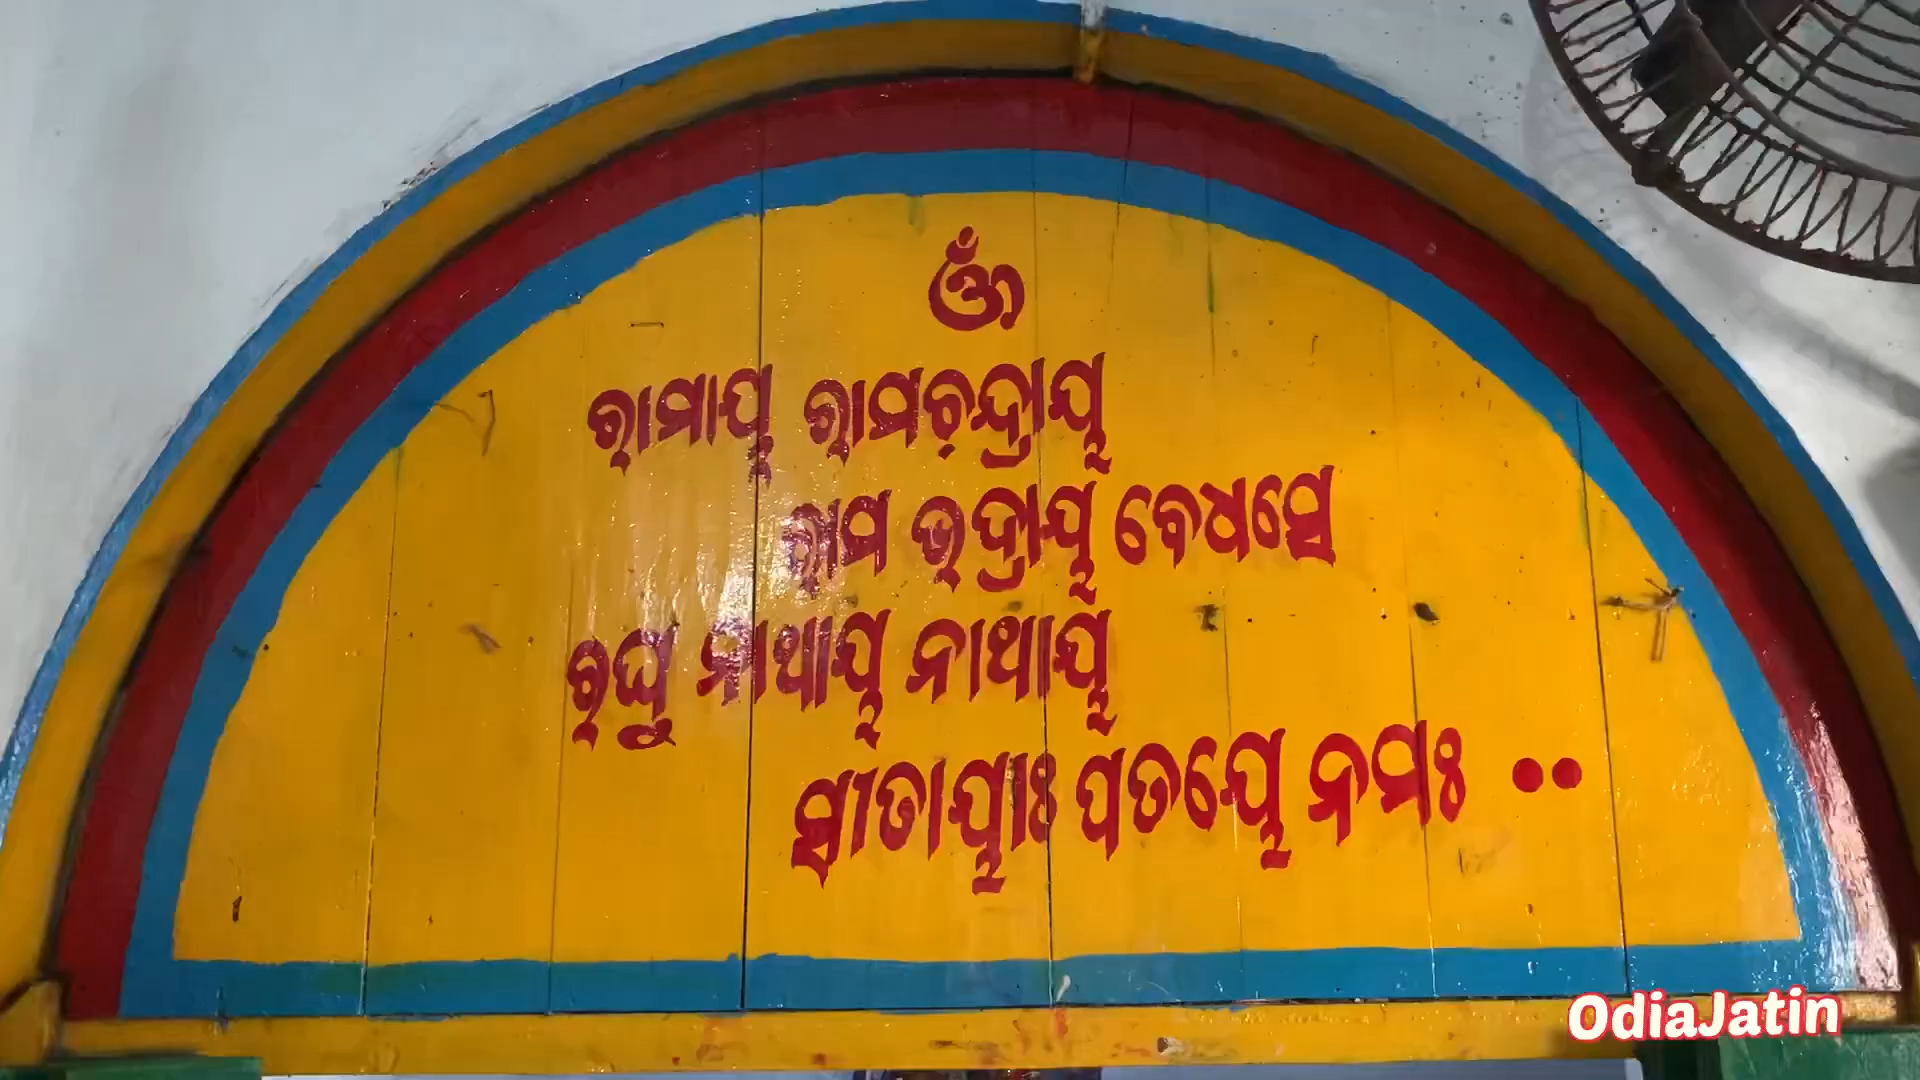 ଓঁ
ରାମାୟ ରାମଚନ୍ଦ୍ରାୟ
ରାମ ଭଦ୍ରାୟ ବେଧସେ
ରଘୁ ନାଥାୟ ନାଥାୟ
ସୀତାୟାଃ ପତୟେ ନମଃ ••
OdiaJatin